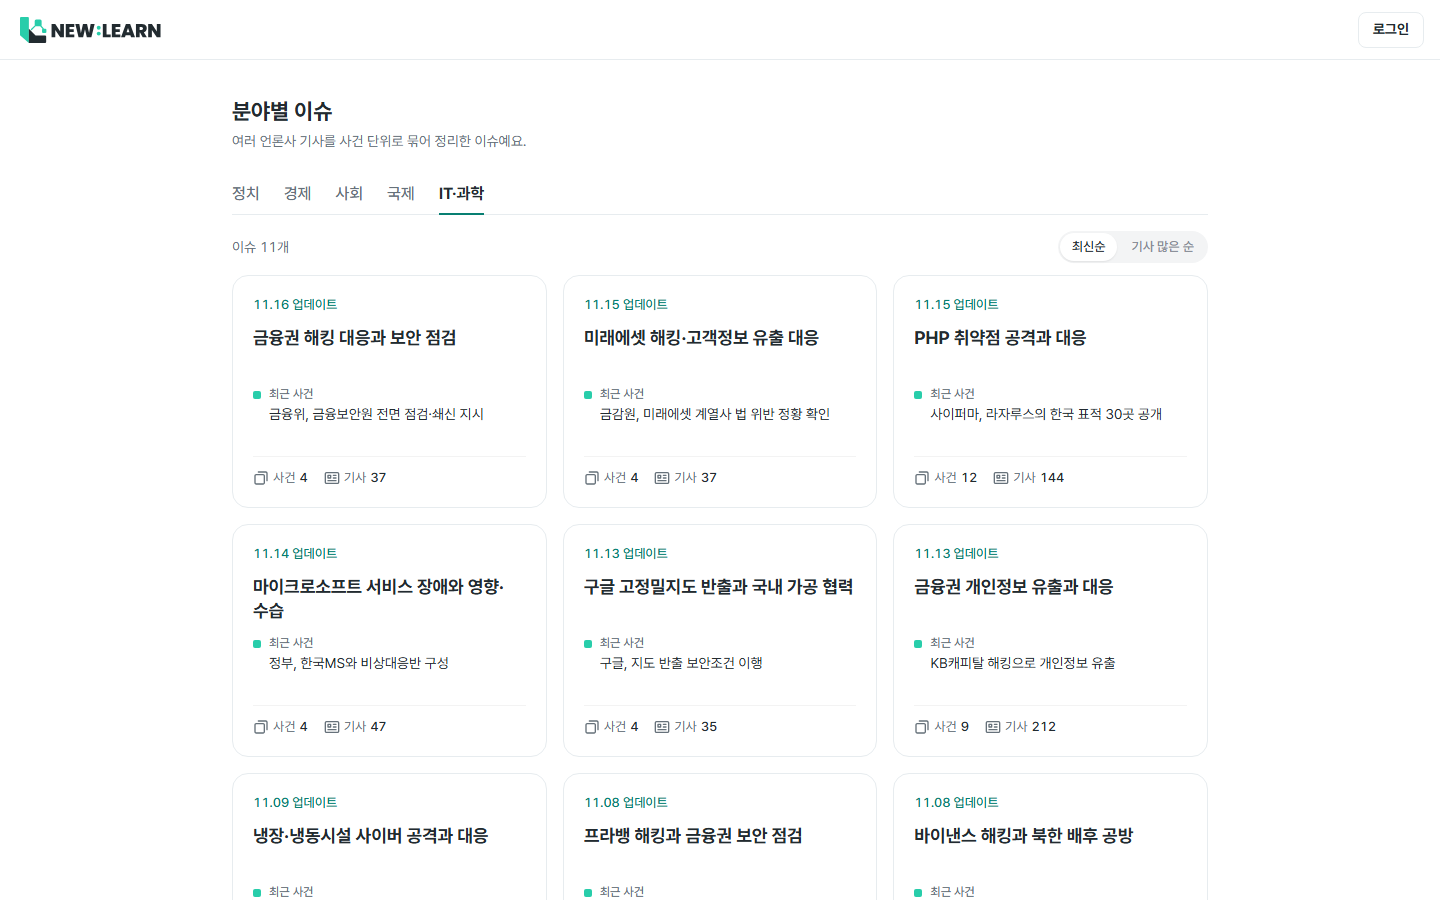 NEW:LEARN
로그인
분야별 이슈
여러 언론사 기사를 사건 단위로 묶어 정리한 이슈예요.
정치 경제 사회 국제 IT·과학
이슈 11개
최신순 기사 많은 순
11.16 업데이트
금융권 해킹 대응과 보안 점검
최근 사건
금융위, 금융보안원 전면 점검·쇄신 지시
사건 4 기사 37
11.15 업데이트
미래에셋 해킹·고객정보 유출 대응
최근 사건
금감원, 미래에셋 계열사 법 위반 정황 확인
사건 4 기사 37
11.15 업데이트
PHP 취약점 공격과 대응
최근 사건
사이퍼마, 라자루스의 한국 표적 30곳 공개
사건 12 기사 144
11.14 업데이트
마이크로소프트 서비스 장애와 영향·
수습
최근 사건
정부, 한국MS와 비상대응반 구성
사건 4 기사 47
11.13 업데이트
구글 고정밀지도 반출과 국내 가공 협력
최근 사건
구글, 지도 반출 보안조건 이행
사건 4 기사 35
11.13 업데이트
금융권 개인정보 유출과 대응
최근 사건
KB캐피탈 해킹으로 개인정보 유출
사건 9 기사 212
11.09 업데이트
냉장·냉동시설 사이버 공격과 대응
최근 사건
11.08 업데이트
프라뱅 해킹과 금융권 보안 점검
최근 사건
11.08 업데이트
바이낸스 해킹과 북한 배후 공방
최근 사건